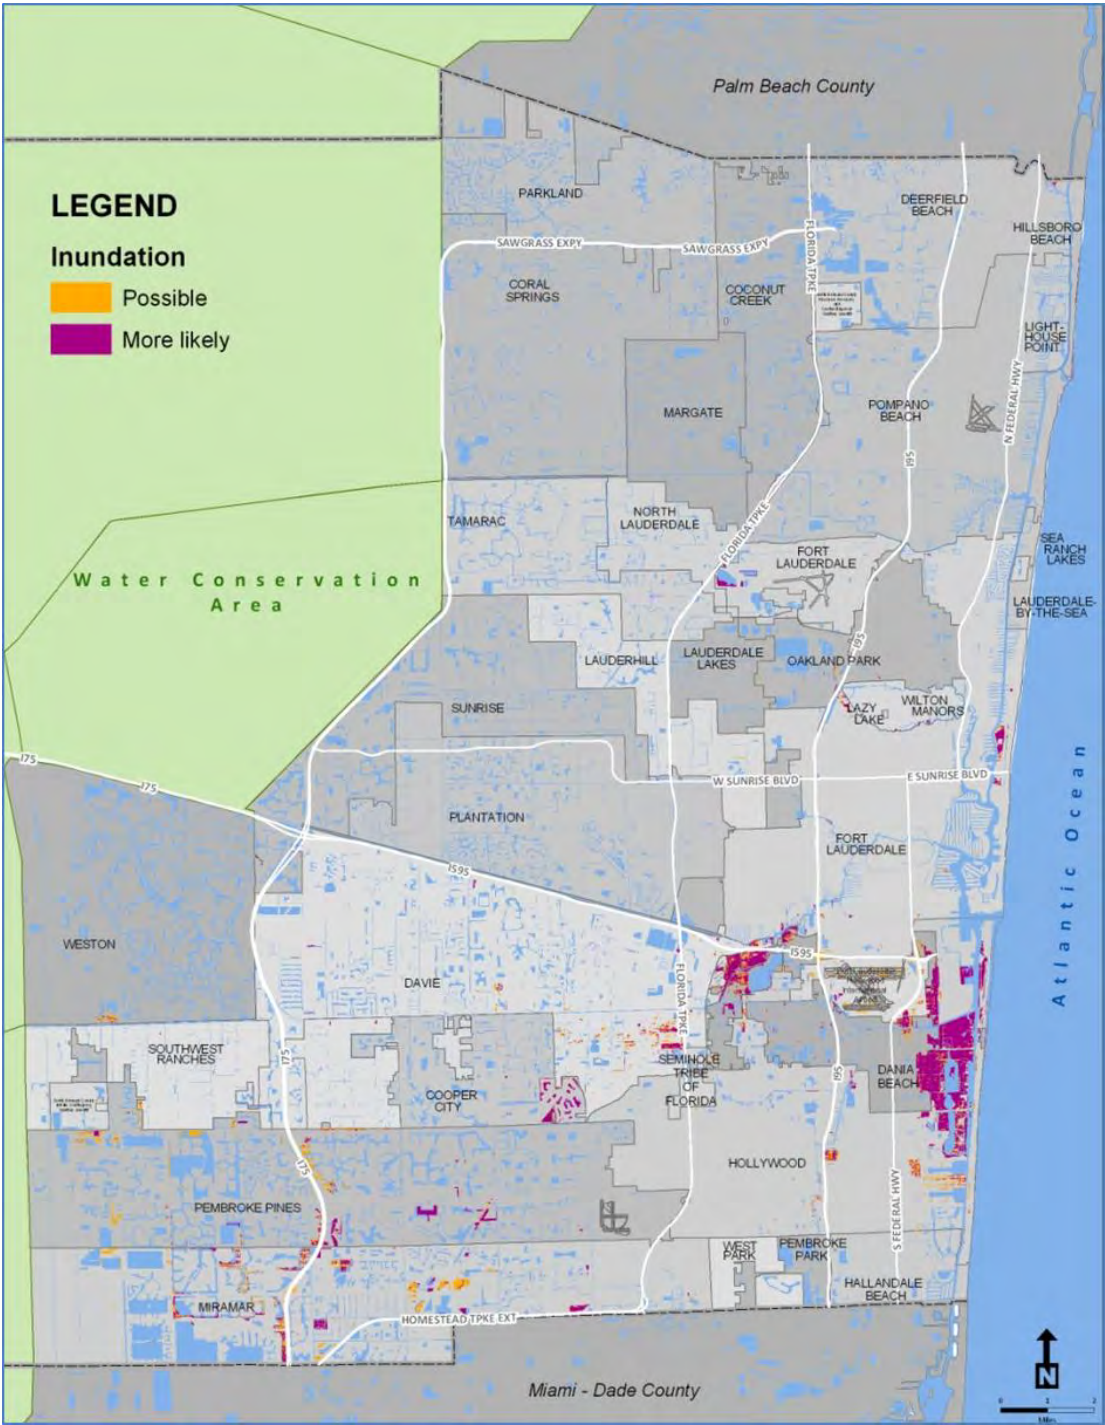 Palm Beach County
LEGEND
Inundation
Possible
More likely
PARKLAND
DEERFIELD
BEACH
HILLSBORO
BEACH
SAWGRASS EXPY
SAWGRASS EXPY
FLORIDA TPKE
CORAL
SPRINGS
COCONUT
CREEK
LIGHT-
HOUSE
POINT
N FEDERAL HWY
MARGATE
POMPANO
BEACH
I95
TAMARAC
NORTH
LAUDERDALE
FLORIDA TPKE
FORT
LAUDERDALE
SEA
RANCH
LAKES
Water Conservation
Area
LAUDERDALE-
BY-THE-SEA
LAUDERHILL
LAUDERDALE
LAKES
OAKLAND PARK
I95
SUNRISE
LAZY
LAKE
WILTON
MANORS
I75
I75
W SUNRISE BLVD
E SUNRISE BLVD
PLANTATION
FORT
LAUDERDALE
Atlantic Ocean
I595
WESTON
I595
DAVIE
FLORIDA TPKE
International
SOUTHWEST
RANCHES
I75
SEMINOLE
TRIBE
OF
FLORIDA
I95
DANIA
BEACH
COOPER
CITY
HOLLYWOOD
I75
S FEDERAL HWY
PEMBROKE PINES
WEST
PARK
PEMBROKE
PARK
HALLANDALE
BEACH
MIRAMAR
HOMESTEAD TPKE EXT
Miami - Dade County
N
0 1 2
Miles